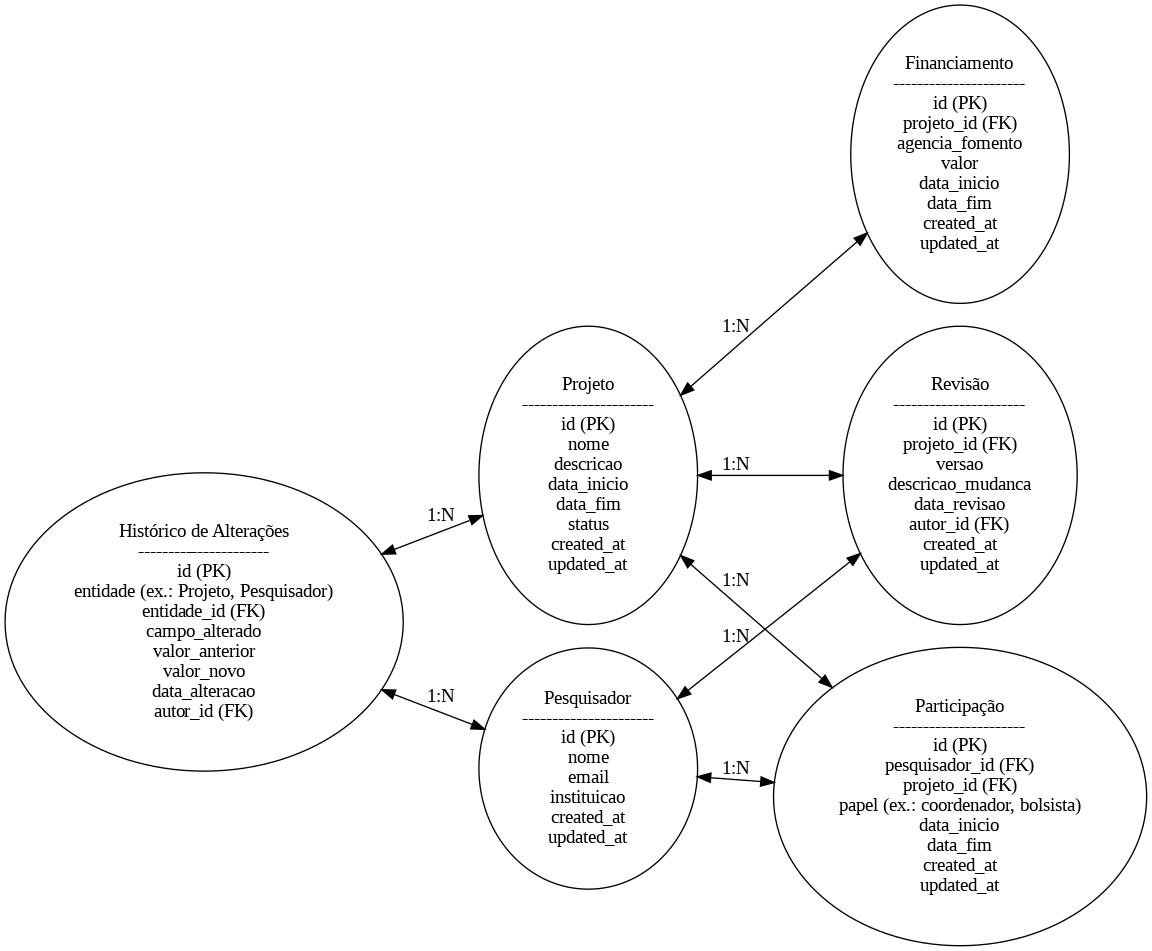 Financiamento
----------------------
id (PK)
projeto_id (FK)
agencia_fomento
valor
data_inicio
data_fim
created_at
updated_at
1:N
Projeto
----------------------
id (PK)
nome
descricao
data_inicio
data_fim
status
created_at
updated_at
1:N
Revisão
----------------------
id (PK)
projeto_id (FK)
versao
descricao_mudanca
data_revisao
autor_id (FK)
created_at
updated_at
1:N
Histórico de Alterações
----------------------
id (PK)
entidade (ex.: Projeto, Pesquisador)
entidade_id (FK)
campo_alterado
valor_anterior
valor_novo
data_alteracao
autor_id (FK)
1:N
1:N
1:N
Pesquisador
----------------------
id (PK)
nome
email
instituicao
created_at
updated_at
1:N
Participação
----------------------
id (PK)
pesquisador_id (FK)
projeto_id (FK)
papel (ex.: coordenador, bolsista)
data_inicio
data_fim
created_at
updated_at